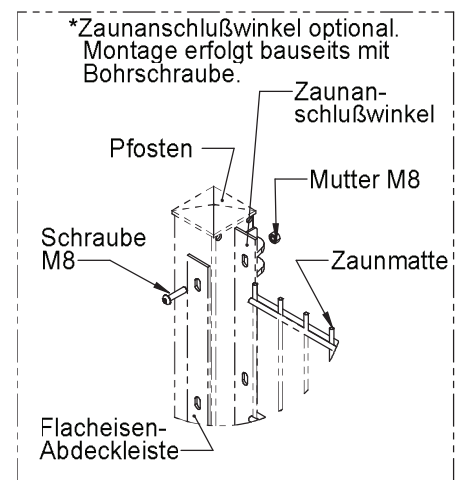 *Zaunanschlußwinkel optional.
Montage erfolgt bauseits mit
Bohrschraube.
Zaunan-
schlußwinkel
Pfosten
Mutter M8
Schraube
M8
Zaunmatte
Flacheisen-
Abdeckleiste